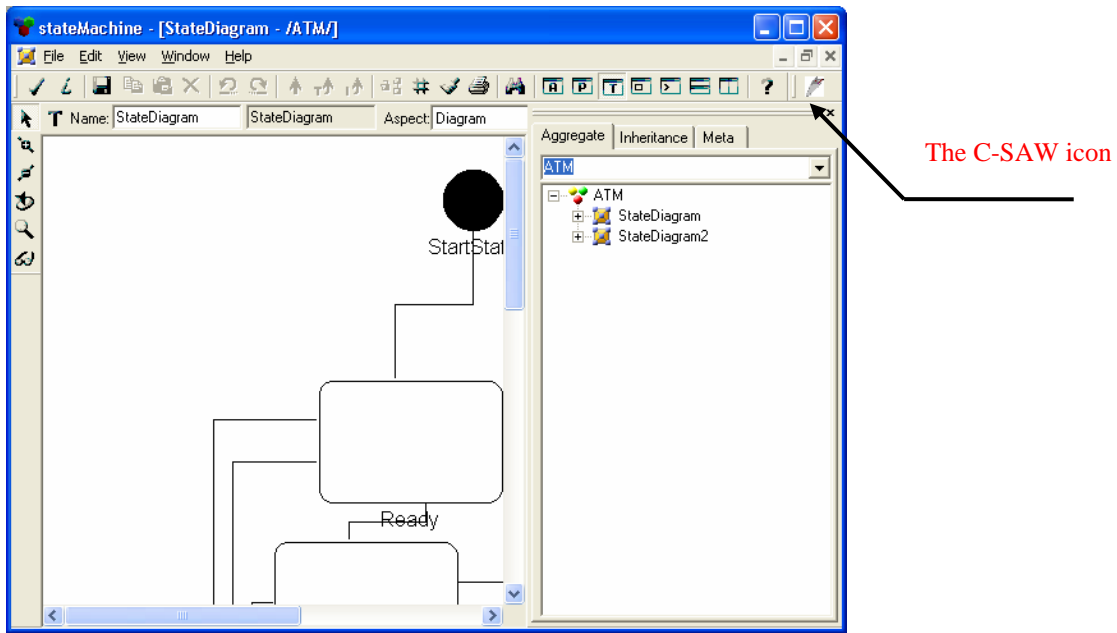 stateMachine - [StateDiagram - /ATM/]
File Edit View Window Help
A P T ?
T Name: StateDiagram StateDiagram Aspect: Diagram
Aggregate Inheritance Meta
ATM
ATM
StateDiagram
StateDiagram2
StartStat
Ready
The C-SAW icon